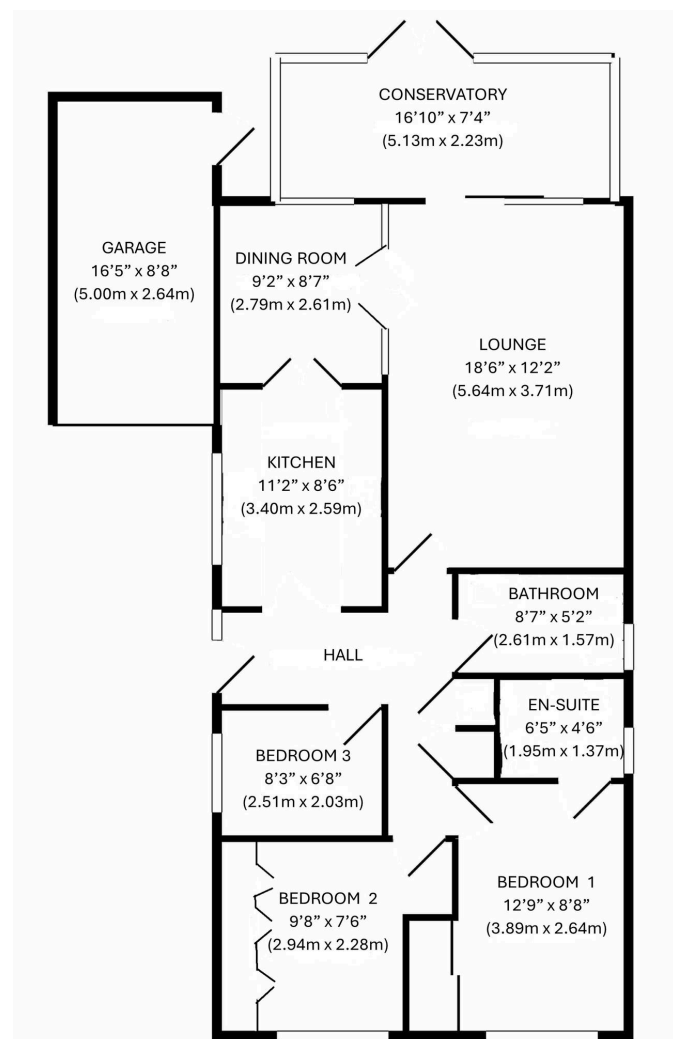 CONSERVATORY
16’10” x 7’4”
(5.13m x 2.23m)
GARAGE
16’5” x 8’8”
(5.00m x 2.64m)
DINING ROOM
9’2” x 8’7”
(2.79m x 2.61m)
LOUNGE
18’6” x 12’2”
(5.64m x 3.71m)
KITCHEN
11’2” x 8’6”
(3.40m x 2.59m)
BATHROOM
8’7” x 5’2”
(2.61m x 1.57m)
HALL
EN-SUITE
6’5” x 4’6”
(1.95m x 1.37m)
BEDROOM 3
8’3” x 6’8”
(2.51m x 2.03m)
BEDROOM 1
12’9” x 8’8”
(3.89m x 2.64m)
BEDROOM 2
9’8” x 7’6”
(2.94m x 2.28m)